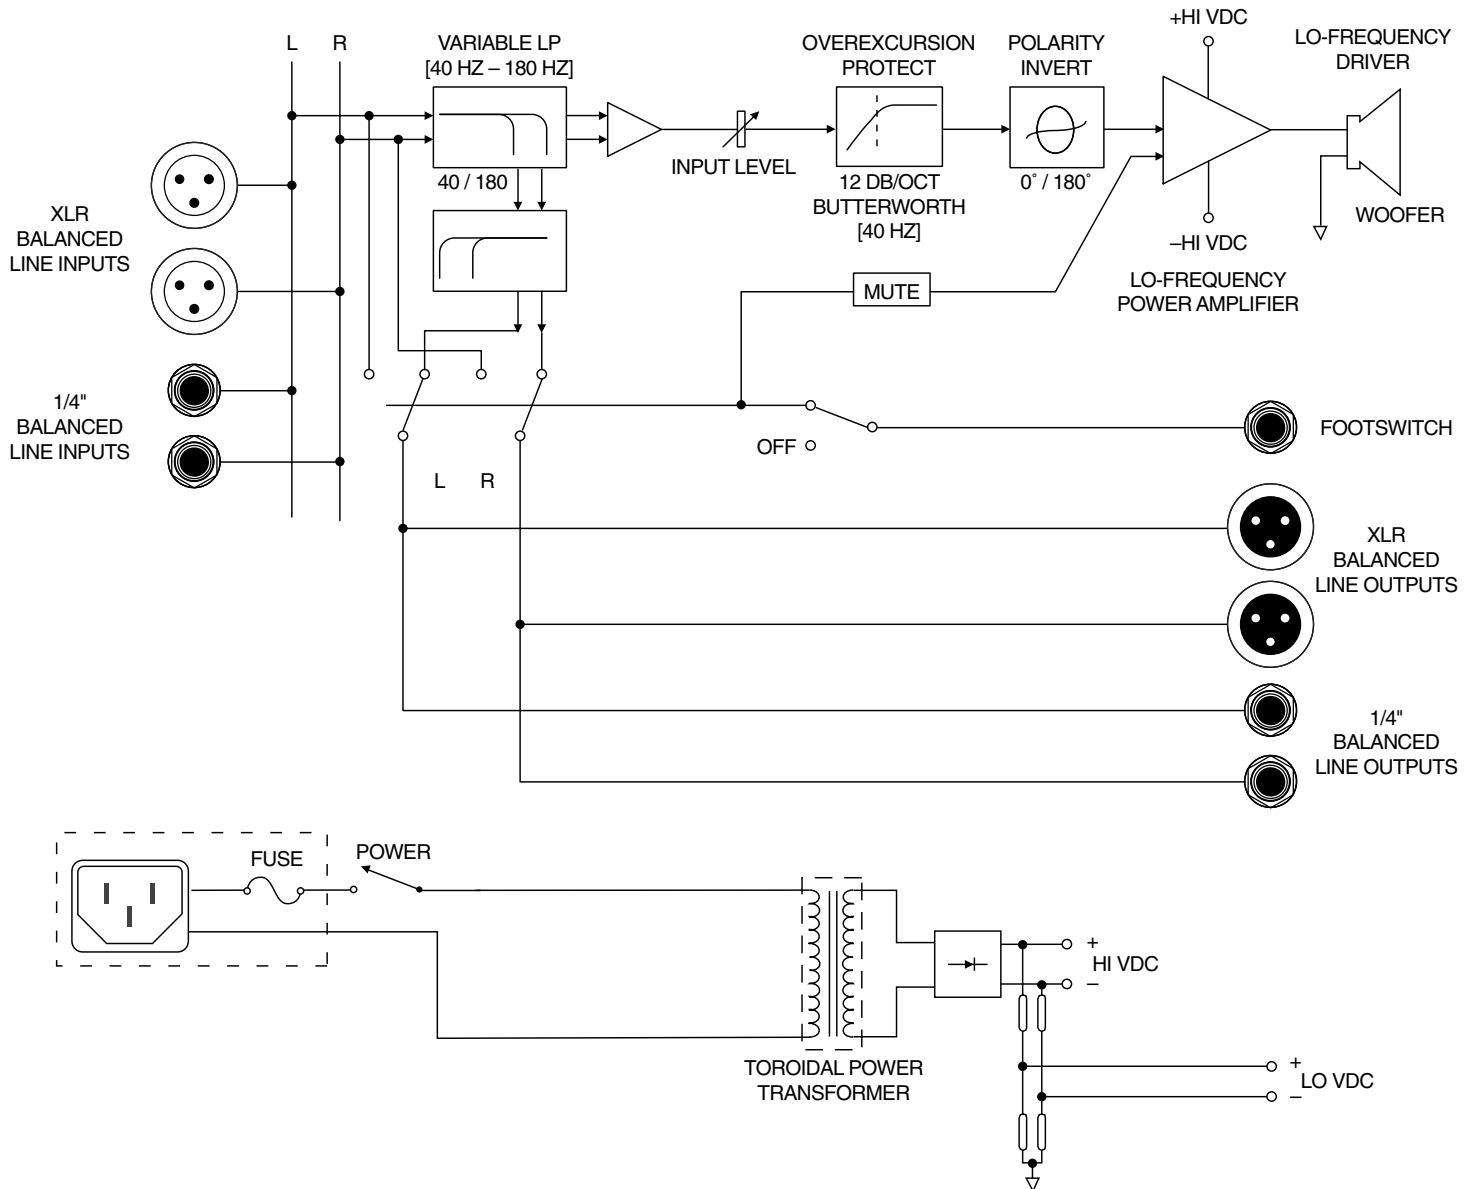 +HI VDC
L
R
VARIABLE LP
[40 HZ – 180 HZ]
OVEREXCURSION
PROTECT
POLARITY
INVERT
LO-FREQUENCY
DRIVER
INPUT LEVEL
40 / 180
12 DB/OCT
BUTTERWORTH
[40 HZ]
0˚ / 180˚
XLR
BALANCED
LINE INPUTS
WOOFER
–HI VDC
LO-FREQUENCY
POWER AMPLIFIER
MUTE
1/4"
BALANCED
LINE INPUTS
OFF
FOOTSWITCH
L
R
XLR
BALANCED
LINE OUTPUTS
1/4"
BALANCED
LINE OUTPUTS
FUSE
POWER
+
HI VDC
–
TOROIDAL POWER
TRANSFORMER
+
LO VDC
–